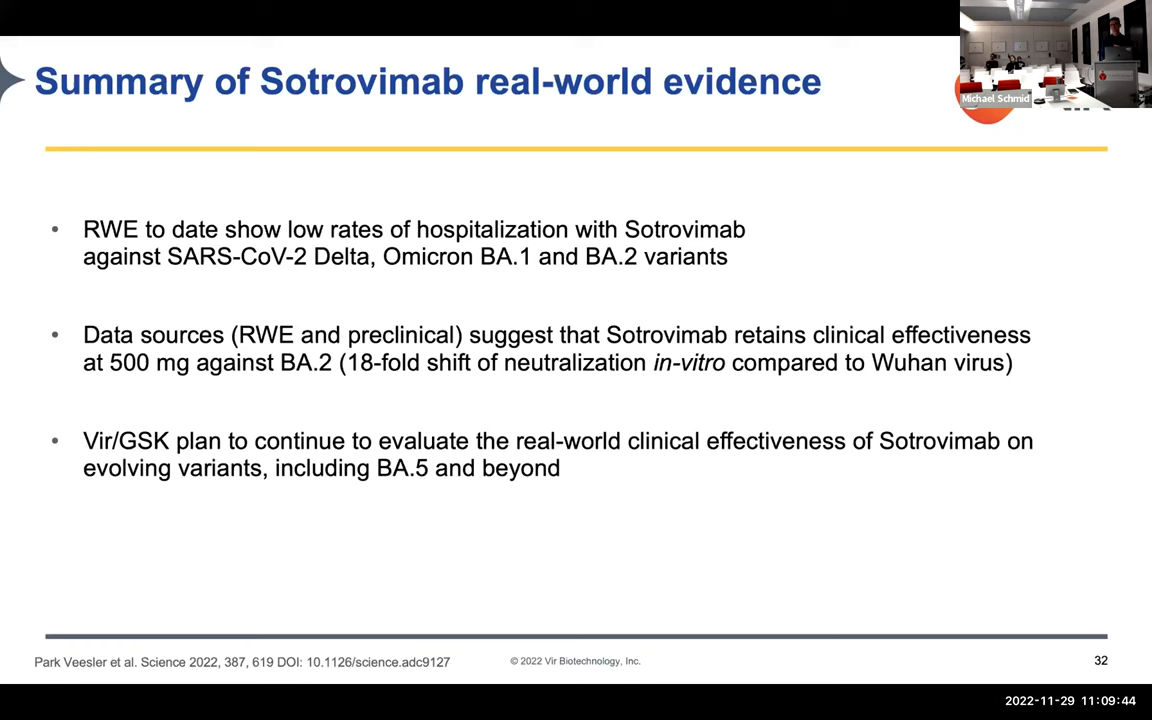 Summary of Sotrovimab real-world evidence
Michael Schmid
• RWE to date show low rates of hospitalization with Sotrovimab
against SARS-CoV-2 Delta, Omicron BA.1 and BA.2 variants
• Data sources (RWE and preclinical) suggest that Sotrovimab retains clinical effectiveness
at 500 mg against BA.2 (18-fold shift of neutralization in-vitro compared to Wuhan virus)
• Vir/GSK plan to continue to evaluate the real-world clinical effectiveness of Sotrovimab on
evolving variants, including BA.5 and beyond
Park Veesler et al. Science 2022, 387, 619 DOI: 10.1126/science.adc9127
© 2022 Vir Biotechnology, Inc.
32
2022-11-29 11:09:44